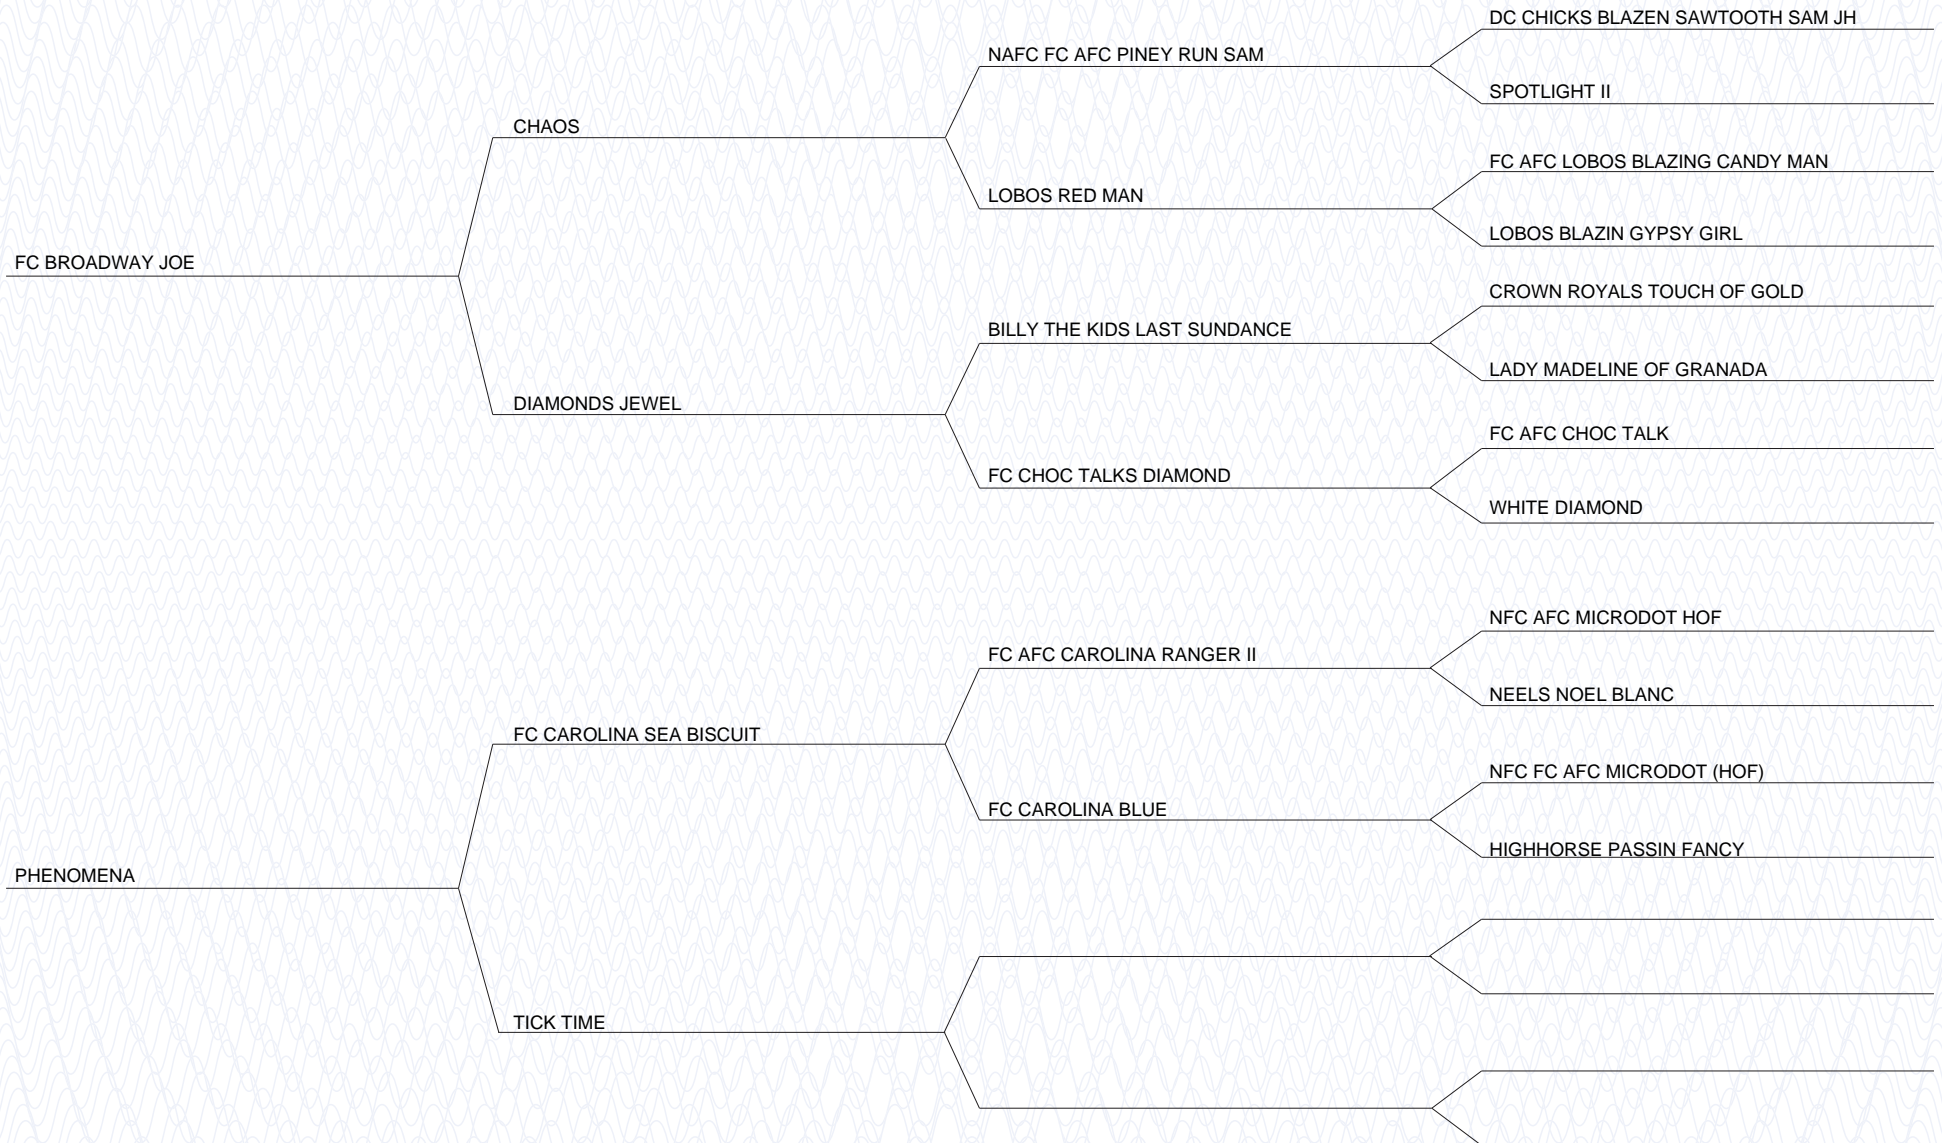 DC CHICKS BLAZEN SAWTOOTH SAM JH
NAFC FC AFC PINEY RUN SAM
SPOTLIGHT II
CHAOS
FC AFC LOBOS BLAZING CANDY MAN
LOBOS RED MAN
LOBOS BLAZIN GYPSY GIRL
FC BROADWAY JOE
CROWN ROYALS TOUCH OF GOLD
BILLY THE KIDS LAST SUNDANCE
LADY MADELINE OF GRANADA
DIAMONDS JEWEL
FC AFC CHOC TALK
FC CHOC TALKS DIAMOND
WHITE DIAMOND
NFC AFC MICRODOT HOF
FC AFC CAROLINA RANGER II
NEELS NOEL BLANC
FC CAROLINA SEA BISCUIT
NFC FC AFC MICRODOT (HOF)
FC CAROLINA BLUE
HIGHHORSE PASSIN FANCY
PHENOMENA
TICK TIME